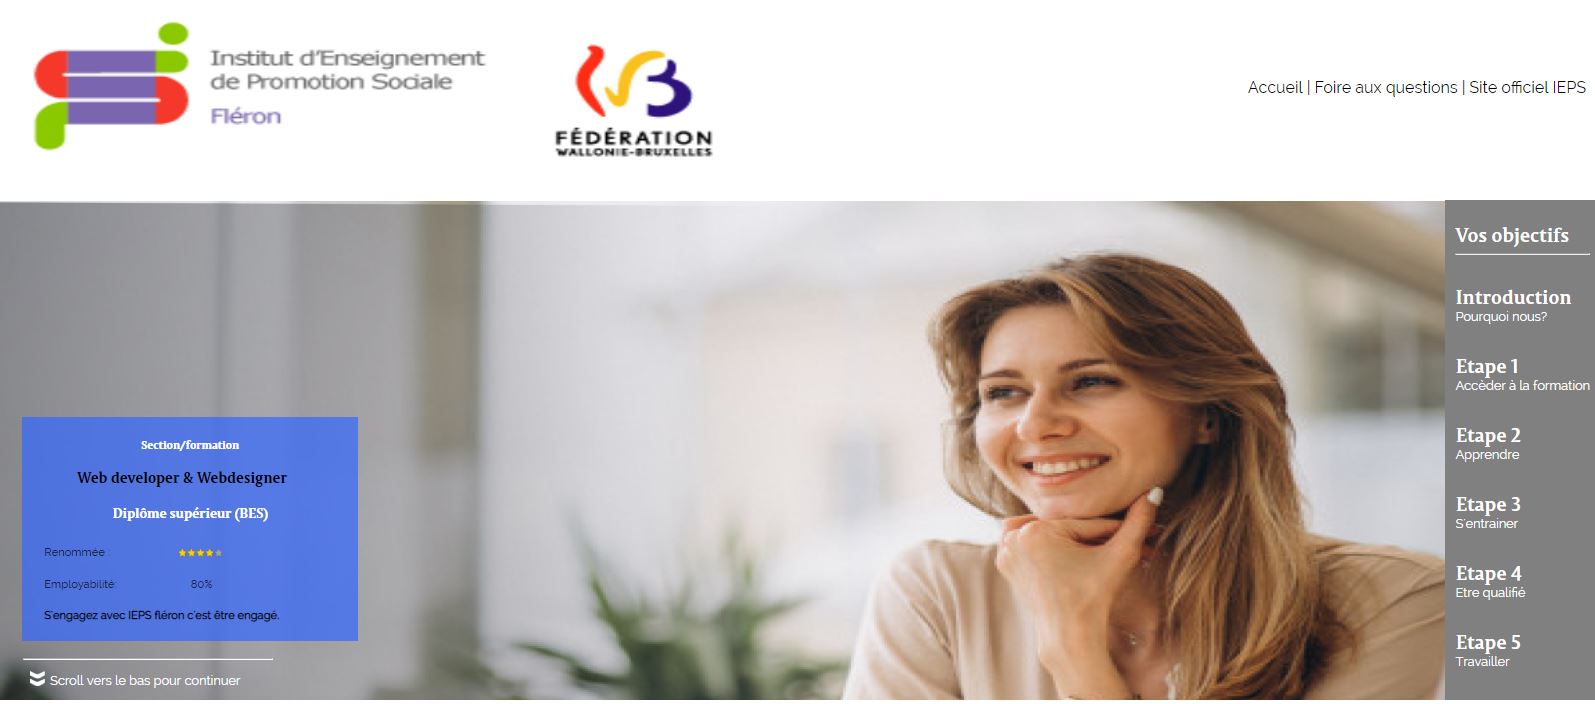 Institut d'Enseignement
de Promotion Sociale
Fléron
FÉDÉRATION
WALLONIE-BRUXELLES
Accueil | Foire aux questions | Site officiel IEPS
Section/formation
Web developer & Webdesigner
Diplôme supérieur (BES)
Renommée :
Employabilité: 80%
S'engagez avec IEPS fléron c'est être engagé.
Scroll vers le bas pour continuer
Vos objectifs
Introduction
Pourquoi nous?
Etape 1
Accèder à la formation
Etape 2
Apprendre
Etape 3
S'entrainer
Etape 4
Etre qualifié
Etape 5
Travailler